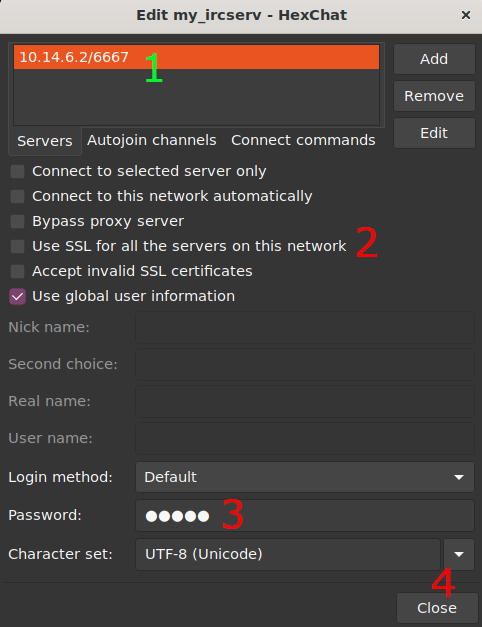 Edit my_ircserv - HexChat
10.14.6.2/6667
1
Add
Remove
Edit
Servers Autojoin channels Connect commands
Connect to selected server only
Connect to this network automatically
Bypass proxy server
Use SSL for all the servers on this network 2
Accept invalid SSL certificates
Use global user information
Nick name:
Second choice:
Real name:
User name:
Login method: Default
Password: ●●●●● 3
Character set: UTF-8 (Unicode)
4
Close